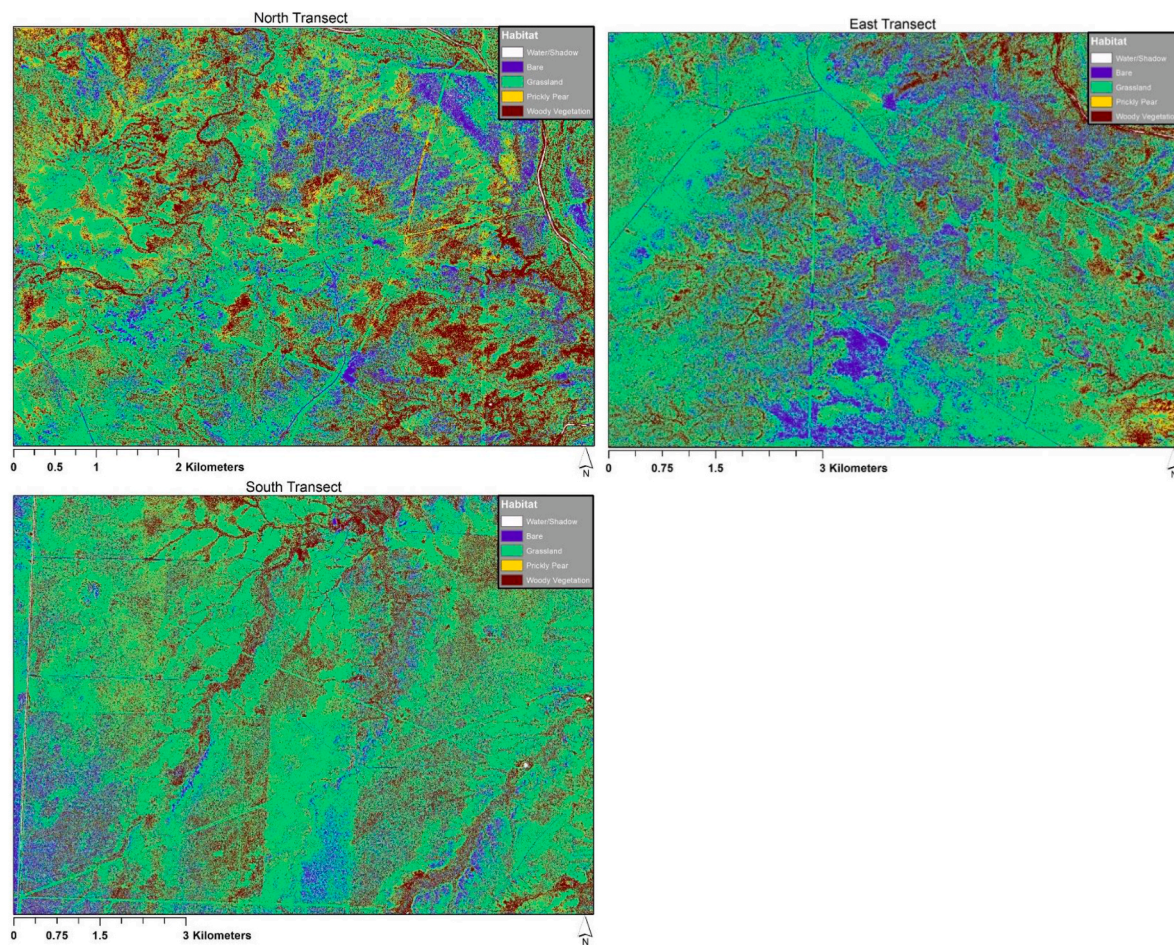 North Transect
Habitat
Water/Shadow
Bare
Grassland
Prickly Pear
Woody Vegetation
0 0.5 1 2 Kilometers
N
East Transect
Habitat
Water/Shadow
Bare
Grassland
Prickly Pear
Woody Vegetation
0 0.75 1.5 3 Kilometers
N
South Transect
Habitat
Water/Shadow
Bare
Grassland
Prickly Pear
Woody Vegetation
0 0.75 1.5 3 Kilometers
N